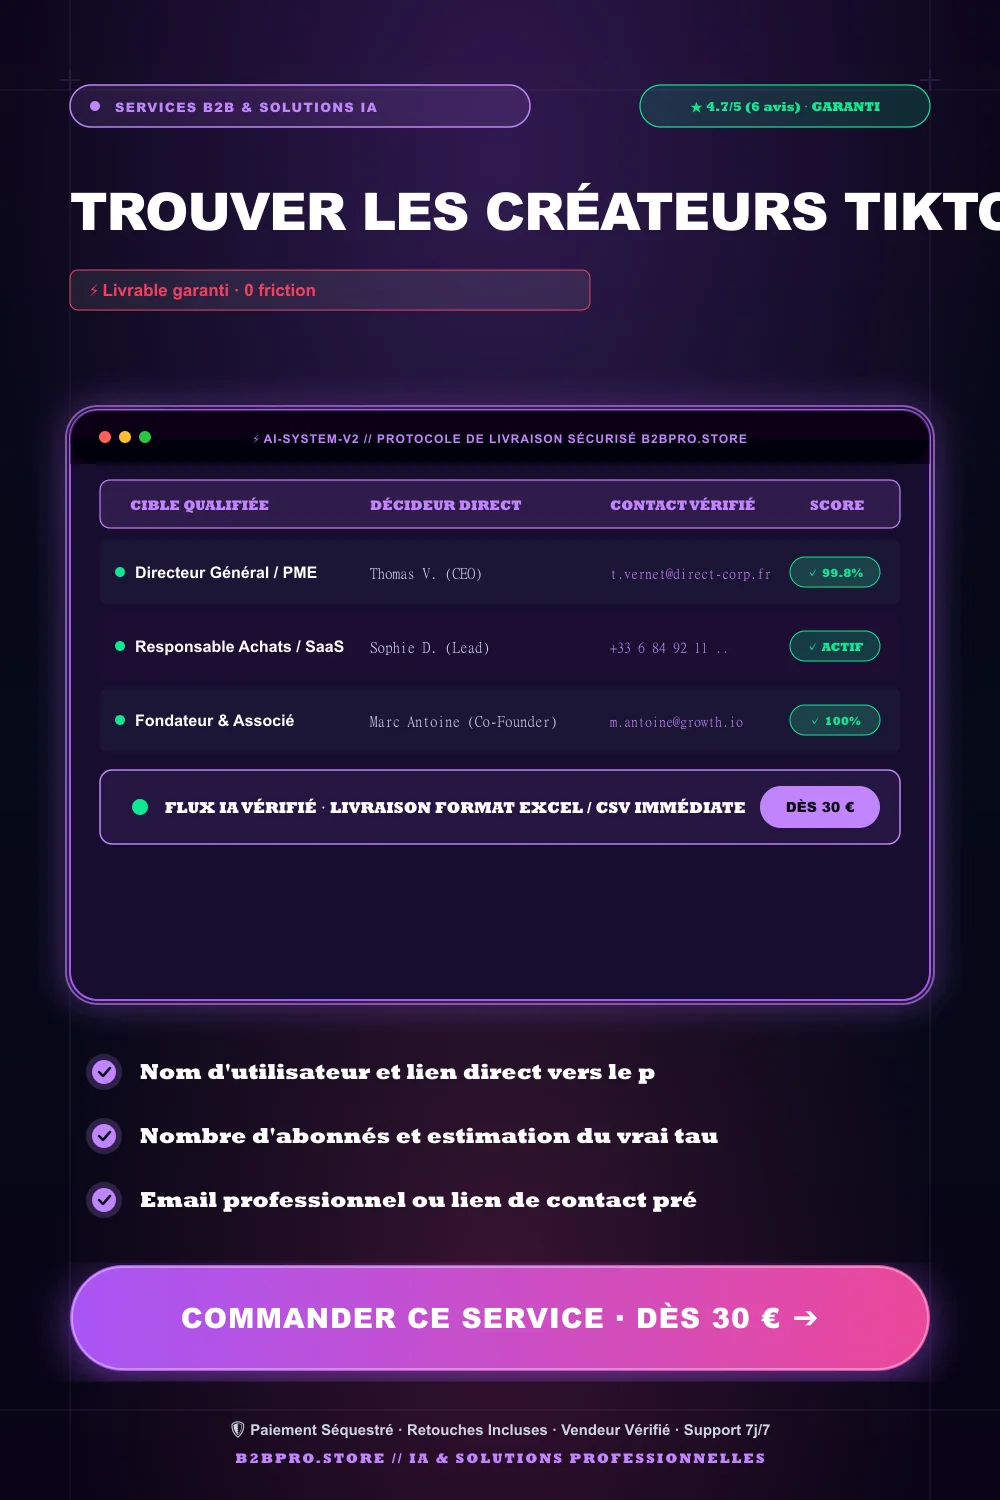 SERVICES B2B & SOLUTIONS IA
★ 4.7/5 (6 avis) · GARANTI
TROUVER LES CRÉATEURS TIKTO
⚡ Livrable garanti · 0 friction
⚡ AI-SYSTEM-V2 // PROTOCOLE DE LIVRAISON SÉCURISÉ B2BPRO.STORE
CIBLE QUALIFIÉE DÉCIDEUR DIRECT CONTACT VÉRIFIÉ SCORE
Directeur Général / PME Thomas V. (CEO) t.vernet@direct-corp.fr ✓ 99.8%
Responsable Achats / SaaS Sophie D. (Lead) +33 6 84 92 11 .. ✓ ACTIF
Fondateur & Associé Marc Antoine (Co-Founder) m.antoine@growth.io ✓ 100%
FLUX IA VÉRIFIÉ · LIVRAISON FORMAT EXCEL / CSV IMMÉDIATE DÈS 30 €
Nom d'utilisateur et lien direct vers le p
Nombre d'abonnés et estimation du vrai tau
Email professionnel ou lien de contact pré
COMMANDER CE SERVICE · DÈS 30 € ➔
🛡 Paiement Séquestré · Retouches Incluses · Vendeur Vérifié · Support 7j/7
B2BPRO.STORE // IA & SOLUTIONS PROFESSIONNELLES